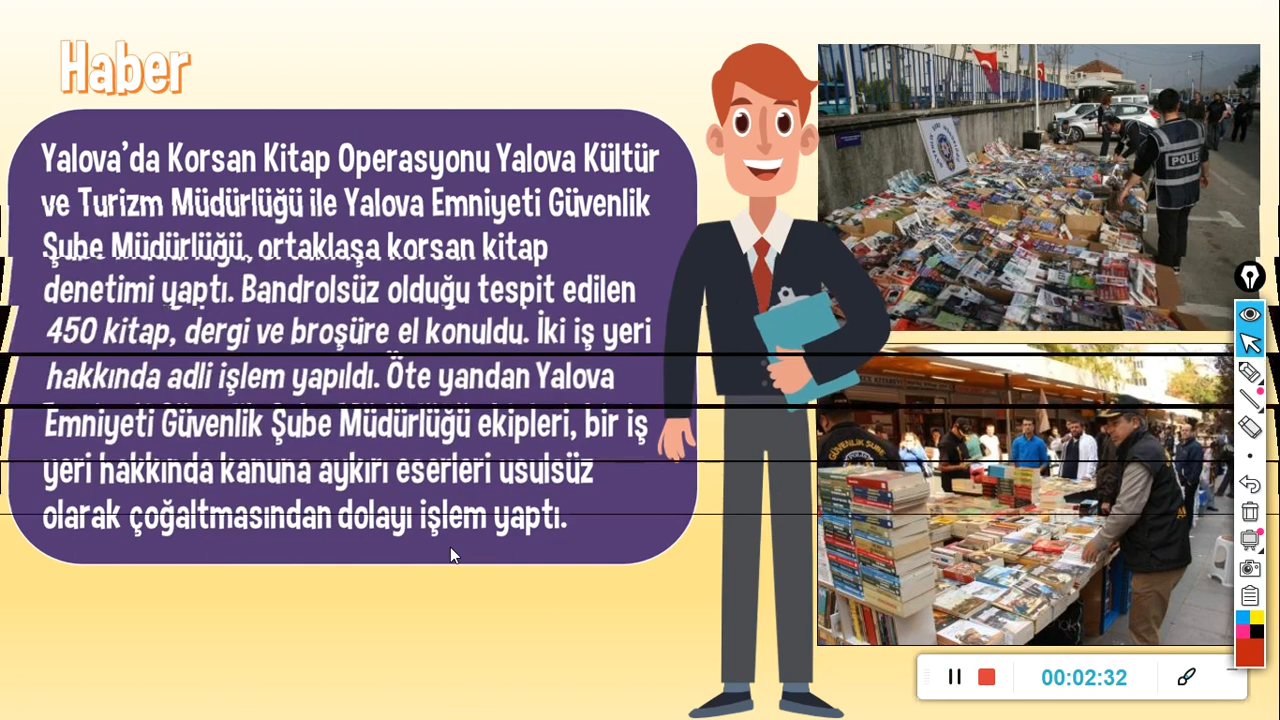 Haber
Yalova'da Korsan Kitap Operasyonu Yalova Kültür
ve Turizm Müdürlüğü ile Yalova Emniyeti Güvenlik
Şube Müdürlüğü, ortaklaşa korsan kitap
denetimi yaptı. Bandrolsüz olduğu tespit edilen
450 kitap, dergi ve broşüre el konuldu. İki iş yeri
hakkında adli işlem yapıldı. Öte yandan Yalova
Emniyeti Güvenlik Şube Müdürlüğü ekipleri, bir iş
yeri hakkında kanuna aykırı eserleri usulsüz
olarak çoğaltmasından dolayı işlem yaptı.
POLİS
GÜVENLİK ŞUBE
00:02:32